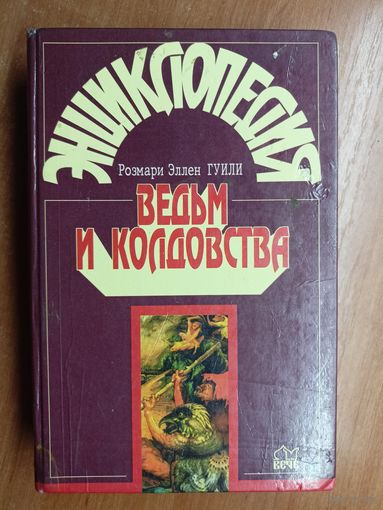 ЭНЦИКЛОПЕДИЯ
Розмари Эллен ГУИЛИ
ВЕДЬМ
И КОЛДОВСТВА
ВЕЧЕ